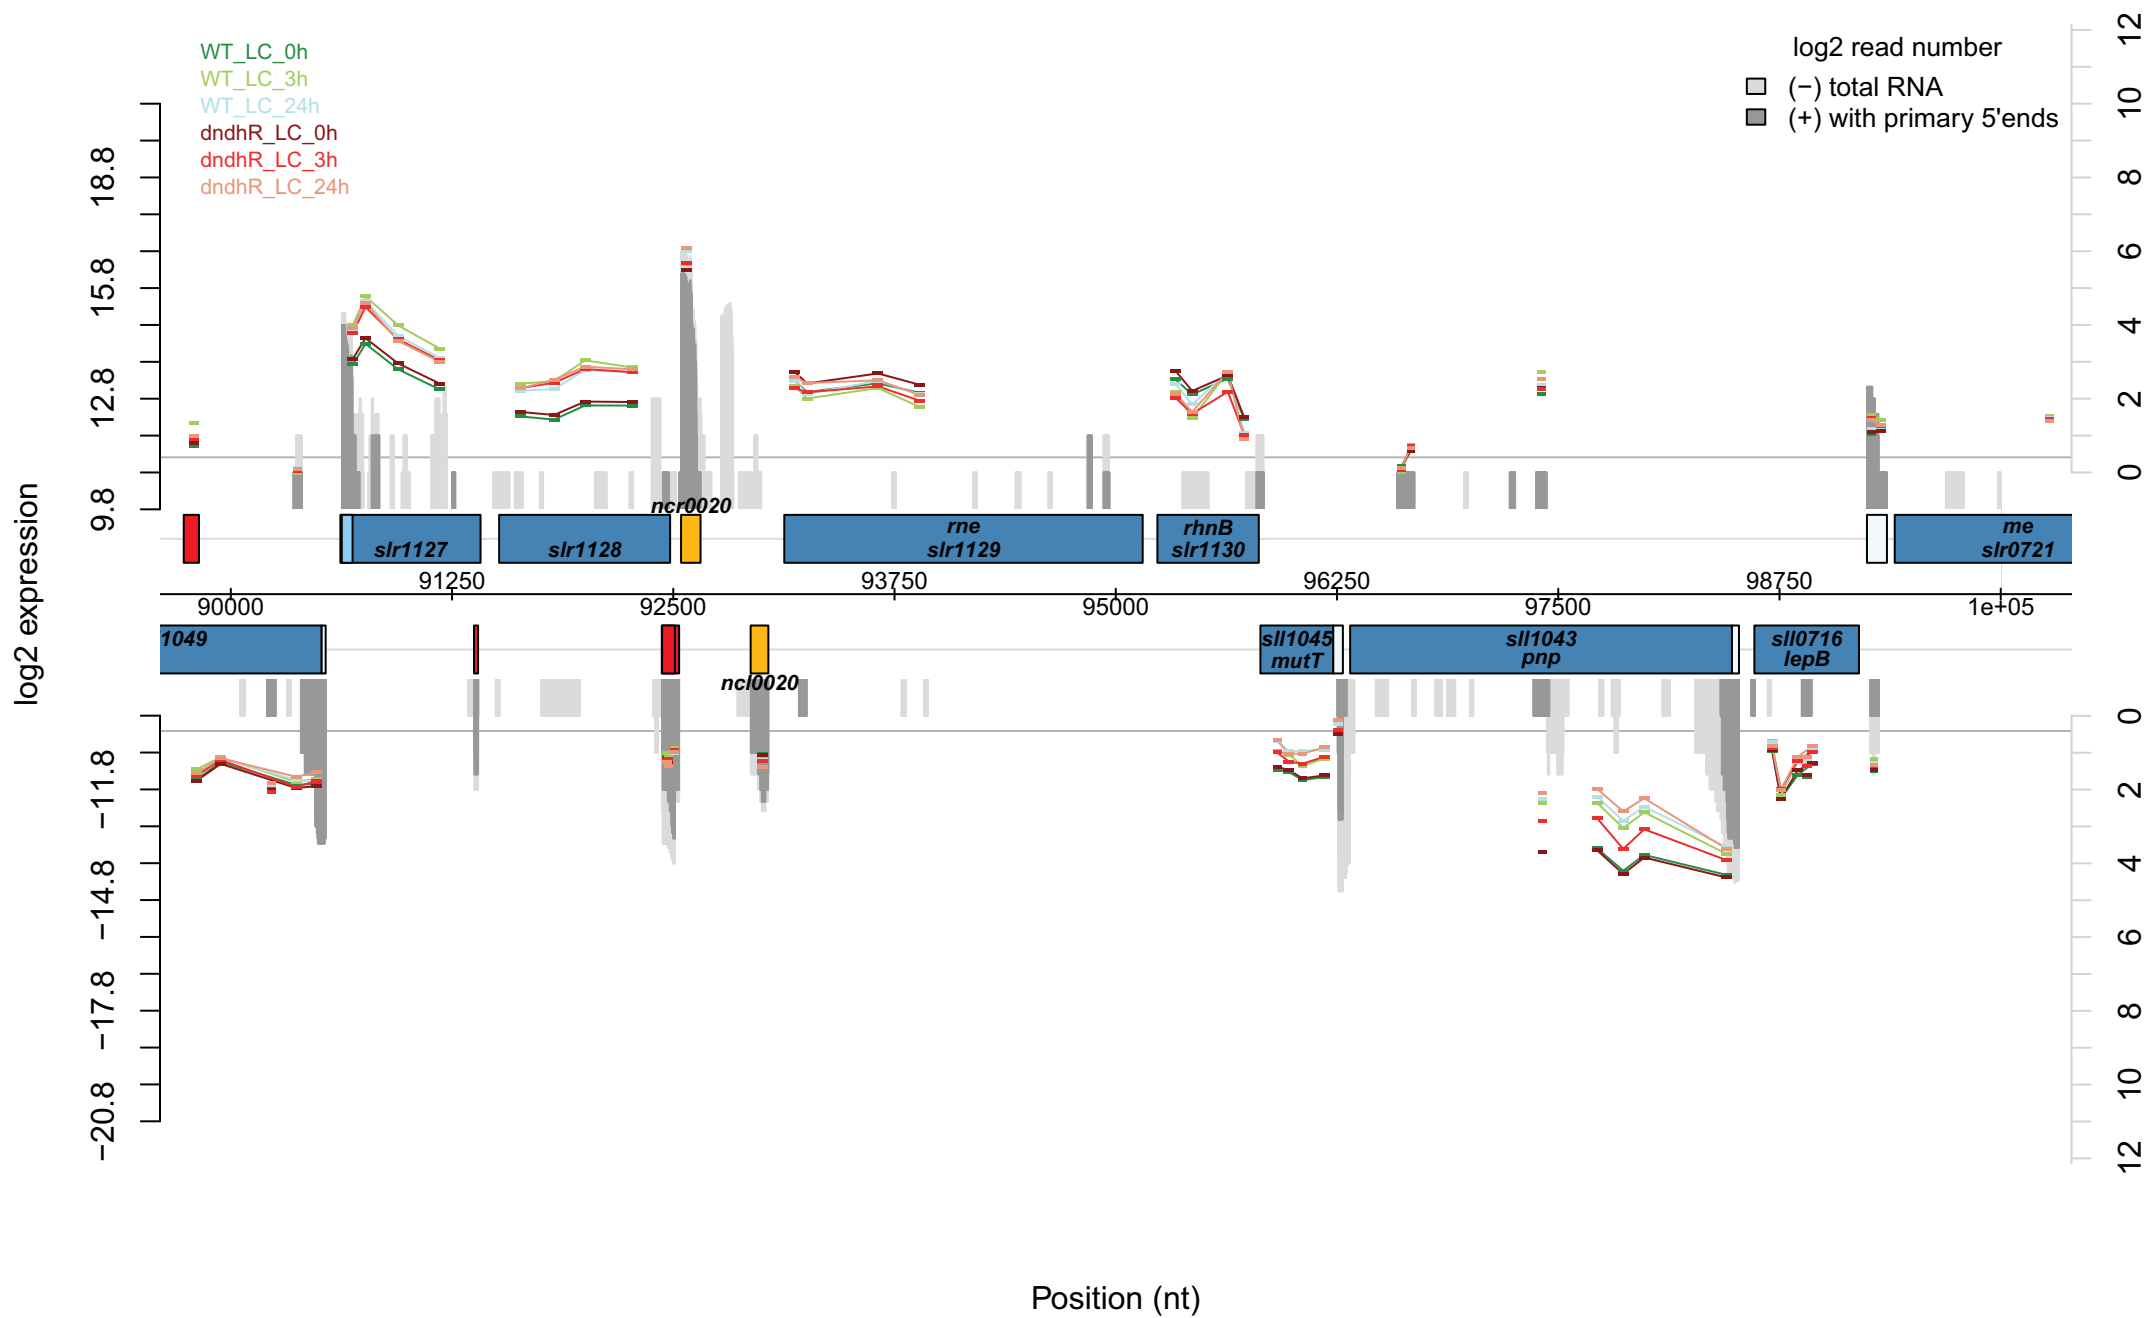 WT_LC_0h
WT_LC_3h
WT_LC_24h
dndhR_LC_0h
dndhR_LC_3h
dndhR_LC_24h
log2 read number
(−) total RNA
(+) with primary 5'ends
log2 expression
18.8
15.8
12.8
9.8
12
10
8
6
4
2
0
ncr0020
slr1127
slr1128
rne
slr1129
rhnB
slr1130
me
slr0721
91250
93750
96250
98750
90000
92500
95000
97500
1e+05
1049
ncl0020
sll1045
mutT
sll1043
pnp
sll0716
lepB
−11.8
−14.8
−17.8
−20.8
0
2
4
6
8
10
12
Position (nt)